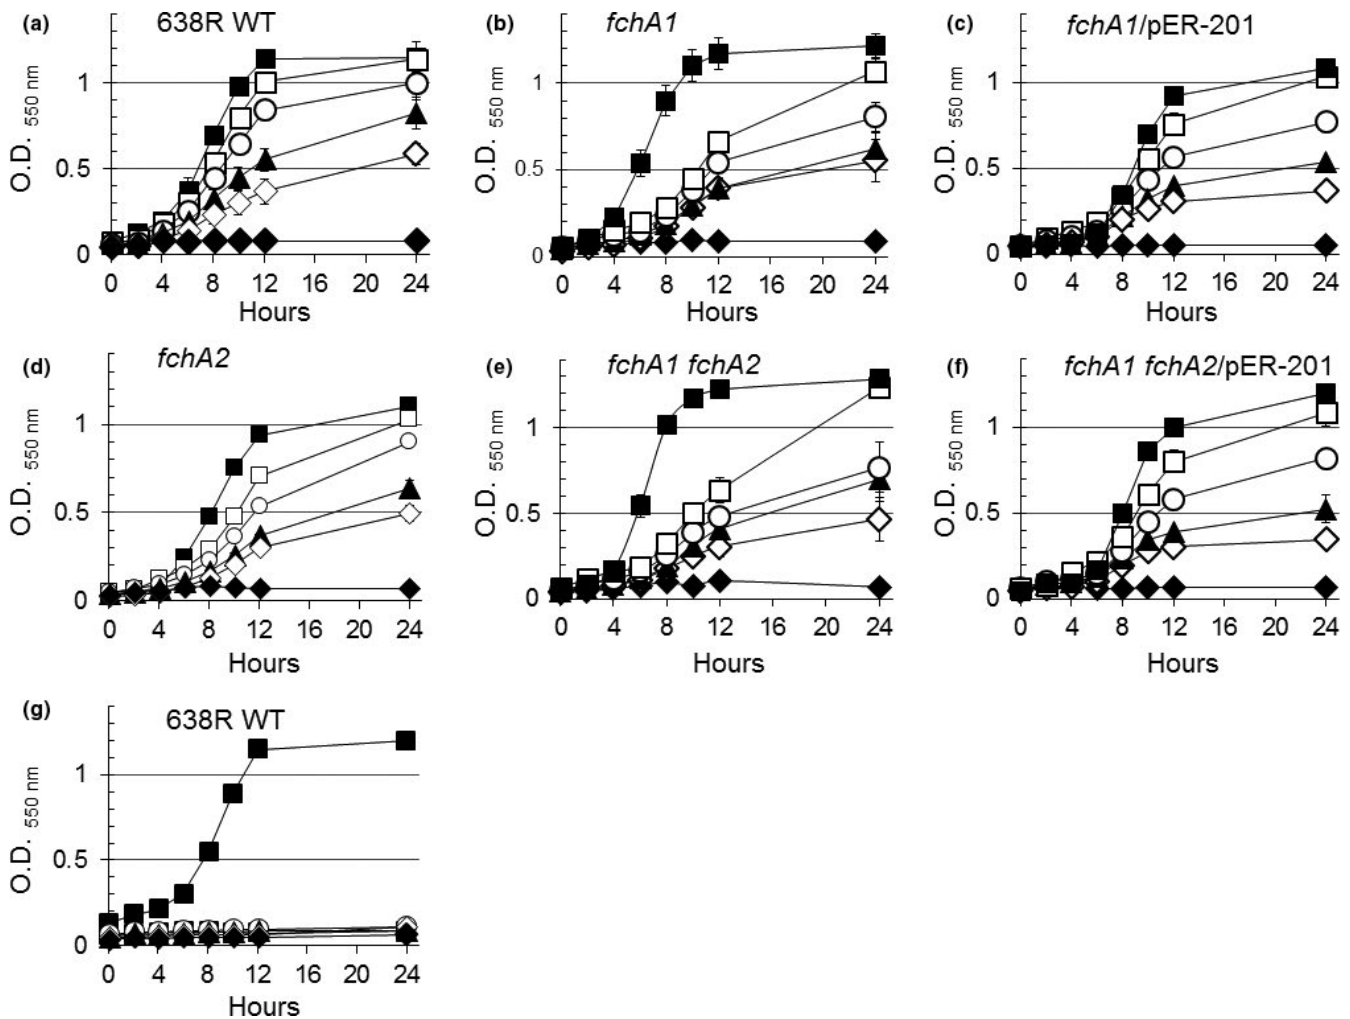 (a) 638R WT
O.D. 550 nm
1
0.5
0
0 4 8 12 16 20 24
Hours
(b) fchA1
O.D. 550 nm
1
0.5
0
0 4 8 12 16 20 24
Hours
(c) fchA1/pER-201
O.D. 550 nm
1
0.5
0
0 4 8 12 16 20 24
Hours
(d) fchA2
O.D. 550 nm
1
0.5
0
0 4 8 12 16 20 24
Hours
(e) fchA1 fchA2
O.D. 550 nm
1
0.5
0
0 4 8 12 16 20 24
Hours
(f) fchA1 fchA2/pER-201
O.D. 550 nm
1
0.5
0
0 4 8 12 16 20 24
Hours
(g) 638R WT
O.D. 550 nm
1
0.5
0
0 4 8 12 16 20 24
Hours